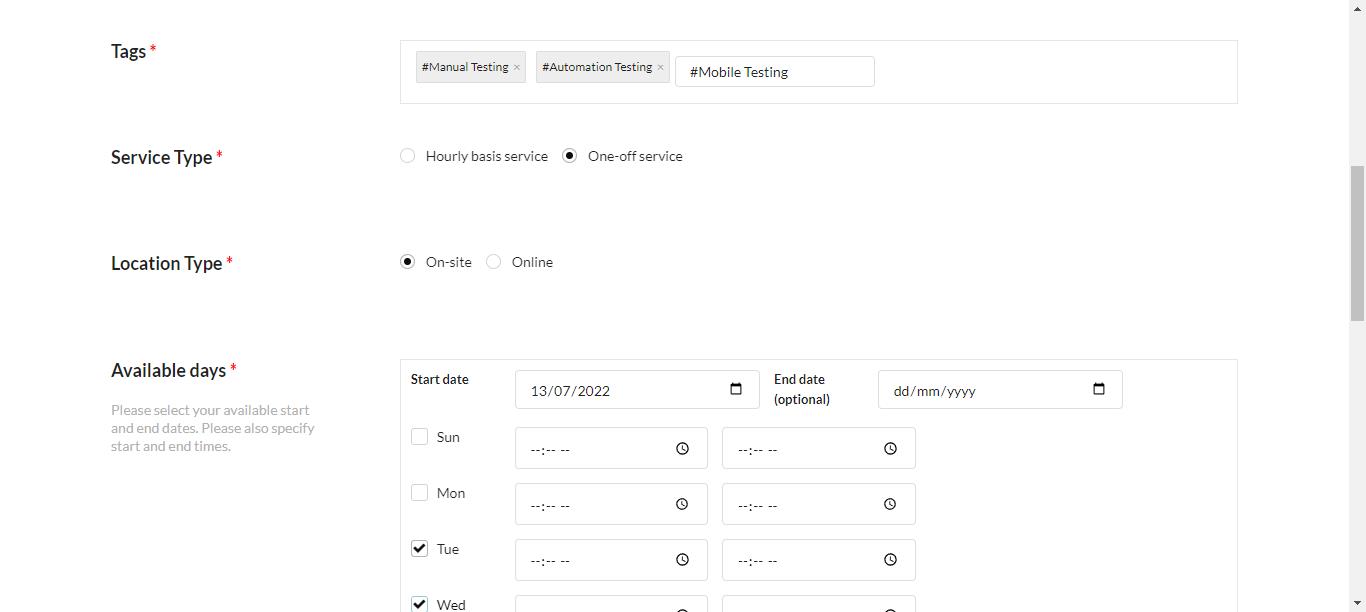 Tags *
#Manual Testing × #Automation Testing × #Mobile Testing
Service Type *
Hourly basis service One-off service
Location Type *
On-site Online
Available days *
Please select your available start
and end dates. Please also specify
start and end times.
Start date 13/07/2022 End date
(optional) dd/mm/yyyy
Sun --:-- -- --:-- --
Mon --:-- -- --:-- --
Tue --:-- -- --:-- --
Wed